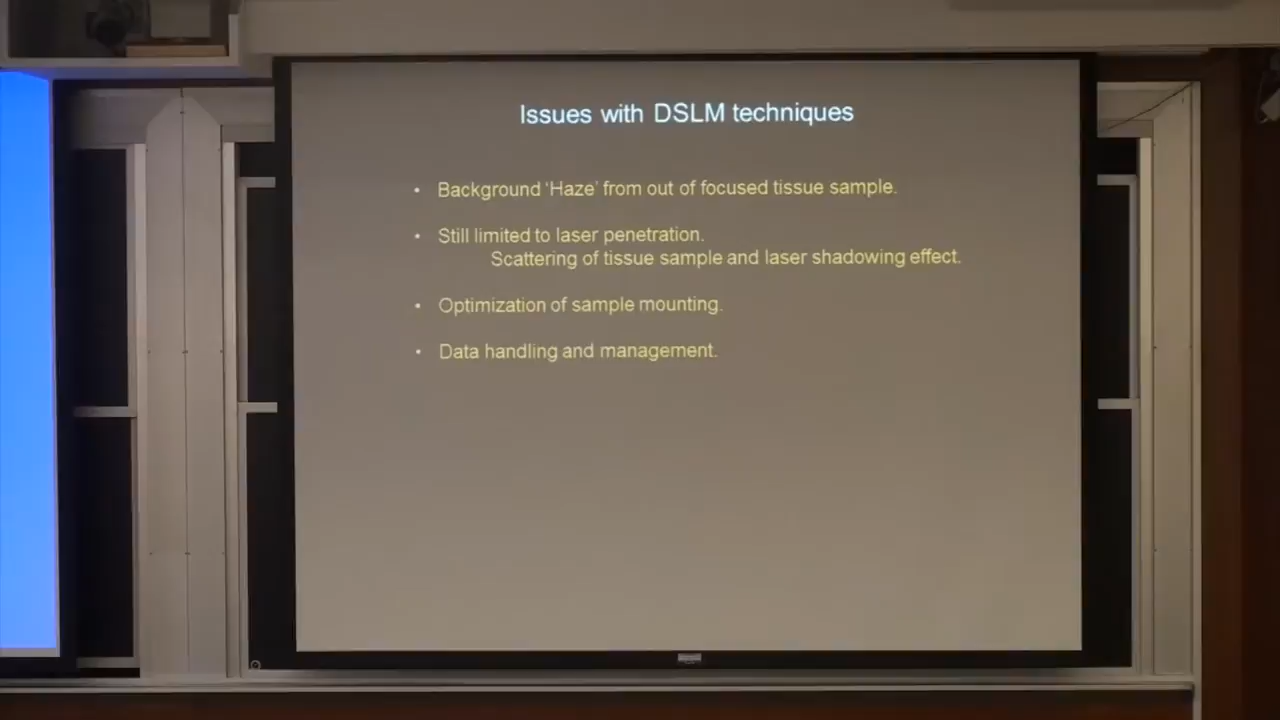 Issues with DSLM techniques
• Background ‘Haze’ from out of focused tissue sample.
• Still limited to laser penetration.
Scattering of tissue sample and laser shadowing effect.
• Optimization of sample mounting.
• Data handling and management.